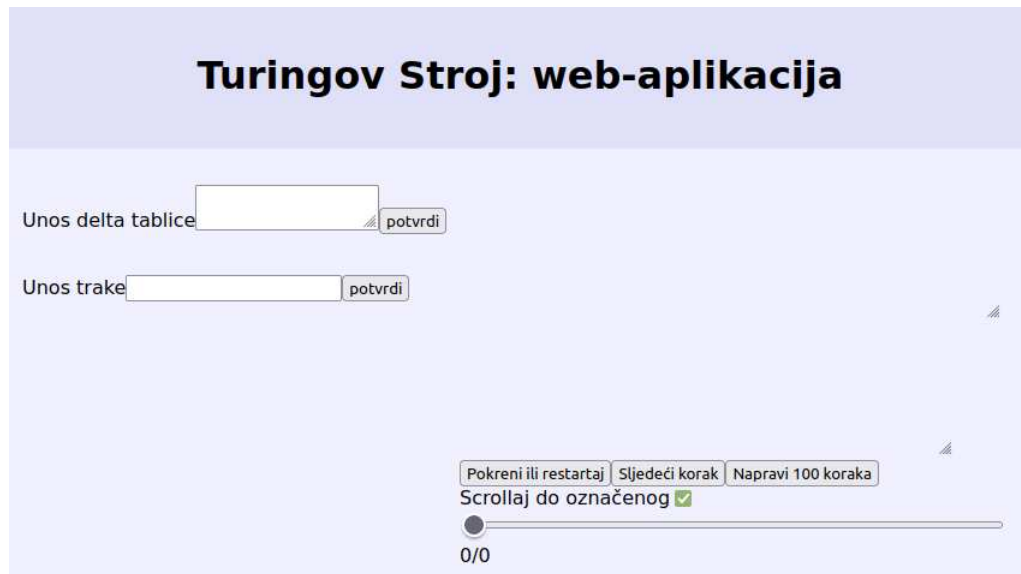 Turingov Stroj: web-aplikacija
Unos delta tablice potvrdi
Unos trake potvrdi
Pokreni ili restartaj Sljedeći korak Napravi 100 koraka
Scrollaj do označenog ✅
0/0